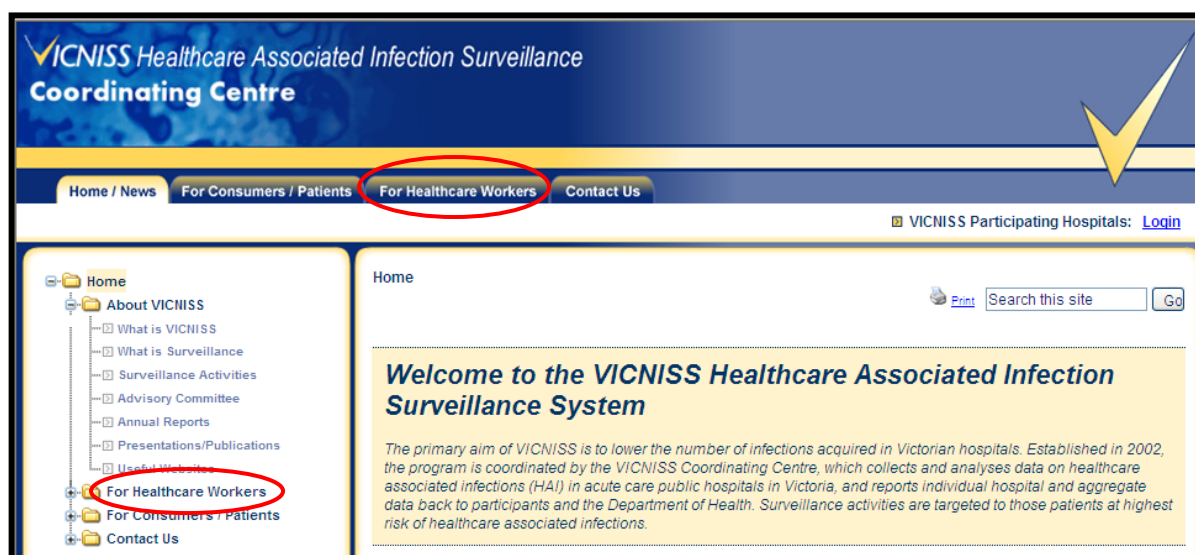 VICNISS Healthcare Associated Infection Surveillance
Coordinating Centre
Home / News
For Consumers / Patients
For Healthcare Workers
Contact Us
VICNISS Participating Hospitals: Login
Home
About VICNISS
What is VICNISS
What is Surveillance
Surveillance Activities
Advisory Committee
Annual Reports
Presentations/Publications
Useful Websites
For Healthcare Workers
For Consumers / Patients
Contact Us
Home
Print
Search this site
Go
Welcome to the VICNISS Healthcare Associated Infection
Surveillance System
The primary aim of VICNISS is to lower the number of infections acquired in Victorian hospitals. Established in 2002,
the program is coordinated by the VICNISS Coordinating Centre, which collects and analyses data on healthcare
associated infections (HAI) in acute care public hospitals in Victoria, and reports individual hospital and aggregate
data back to participants and the Department of Health. Surveillance activities are targeted to those patients at highest
risk of healthcare associated infections.